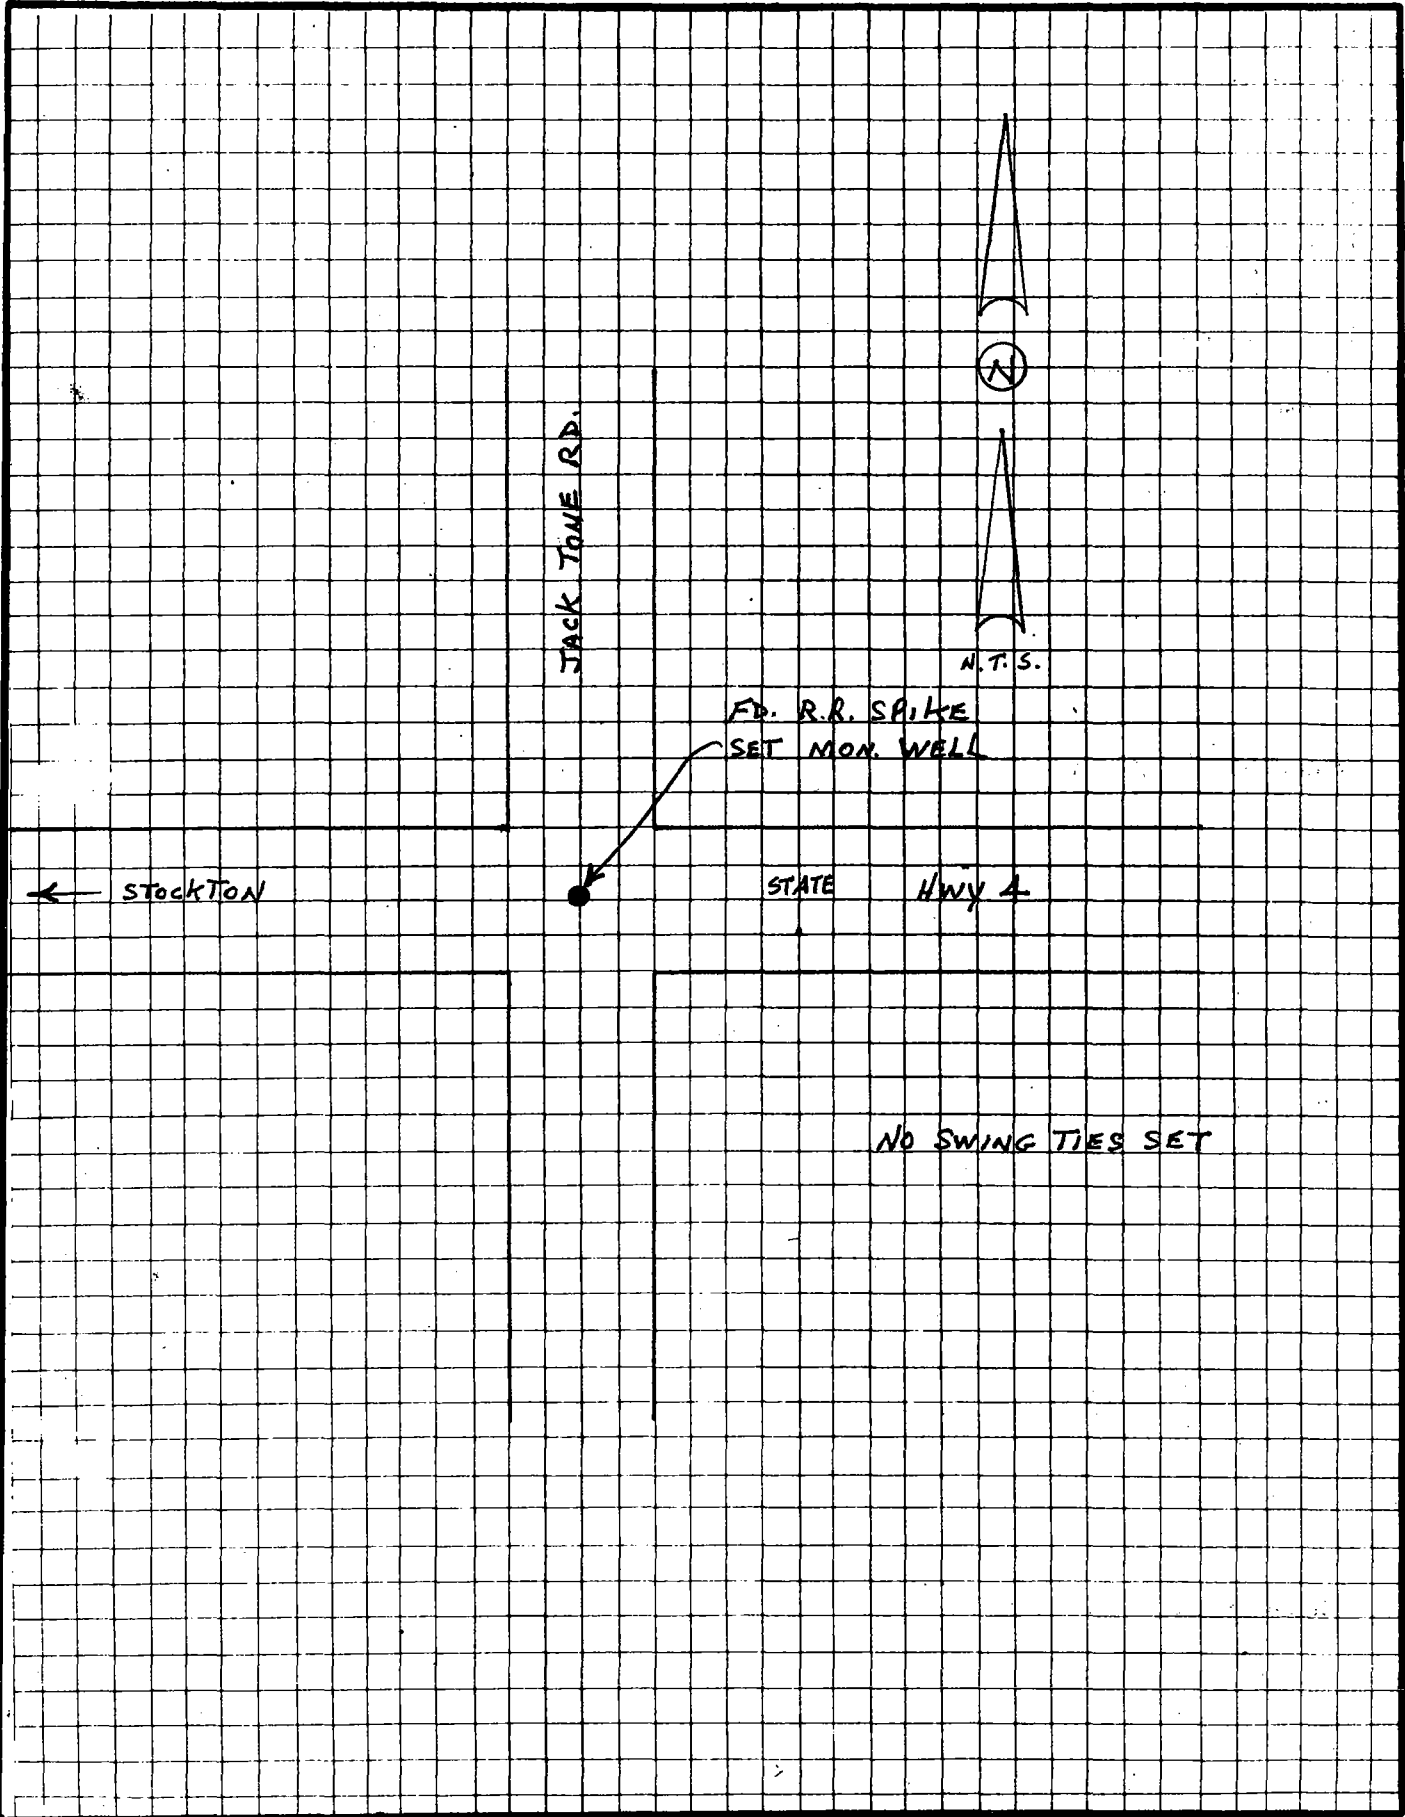 N
JACK TONE RD.
N.T.S.
FD. R.R. SPIKE
SET MON. WELL
STOCKTON
STATE HWY 4
NO SWING TIES SET